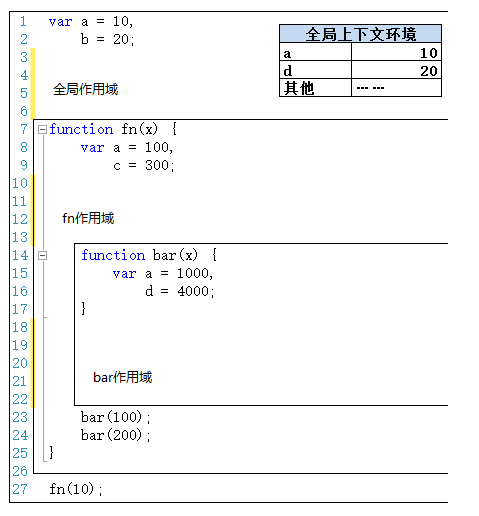 1 var a = 10,
2 b = 20;
3
4
5 全局作用域
6
7 function fn(x) {
8 var a = 100,
9 c = 300;
10
11
12 fn作用域
13
14 function bar(x) {
15 var a = 1000,
16 d = 4000;
17 }
18
19
20
21 bar作用域
22
23 bar(100);
24 bar(200);
25 }
26
27 fn(10);
全局上下文环境
a 10
d 20
其他 ……